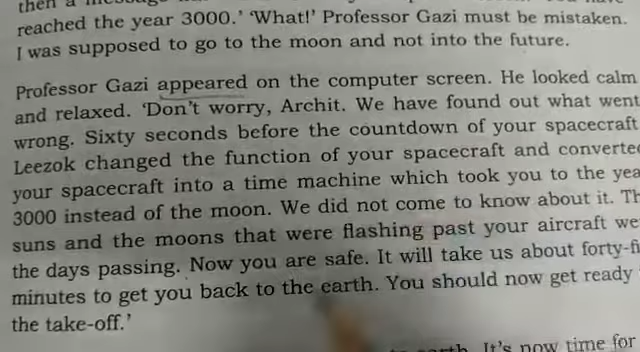 then a
reached the year 3000.' 'What!' Professor Gazi must be mistaken.
I was supposed to go to the moon and not into the future.
Professor Gazi appeared on the computer screen. He looked calm
and relaxed. 'Don't worry, Archit. We have found out what went
wrong. Sixty seconds before the countdown of your spacecraft
Leezok changed the function of your spacecraft and converte
your spacecraft into a time machine which took you to the yea
3000 instead of the moon. We did not come to know about it. Th
suns and the moons that were flashing past your aircraft we
the days passing. Now you are safe. It will take us about forty-fi
minutes to get you back to the earth. You should now get ready
the take-off.'
earth. It's now time for